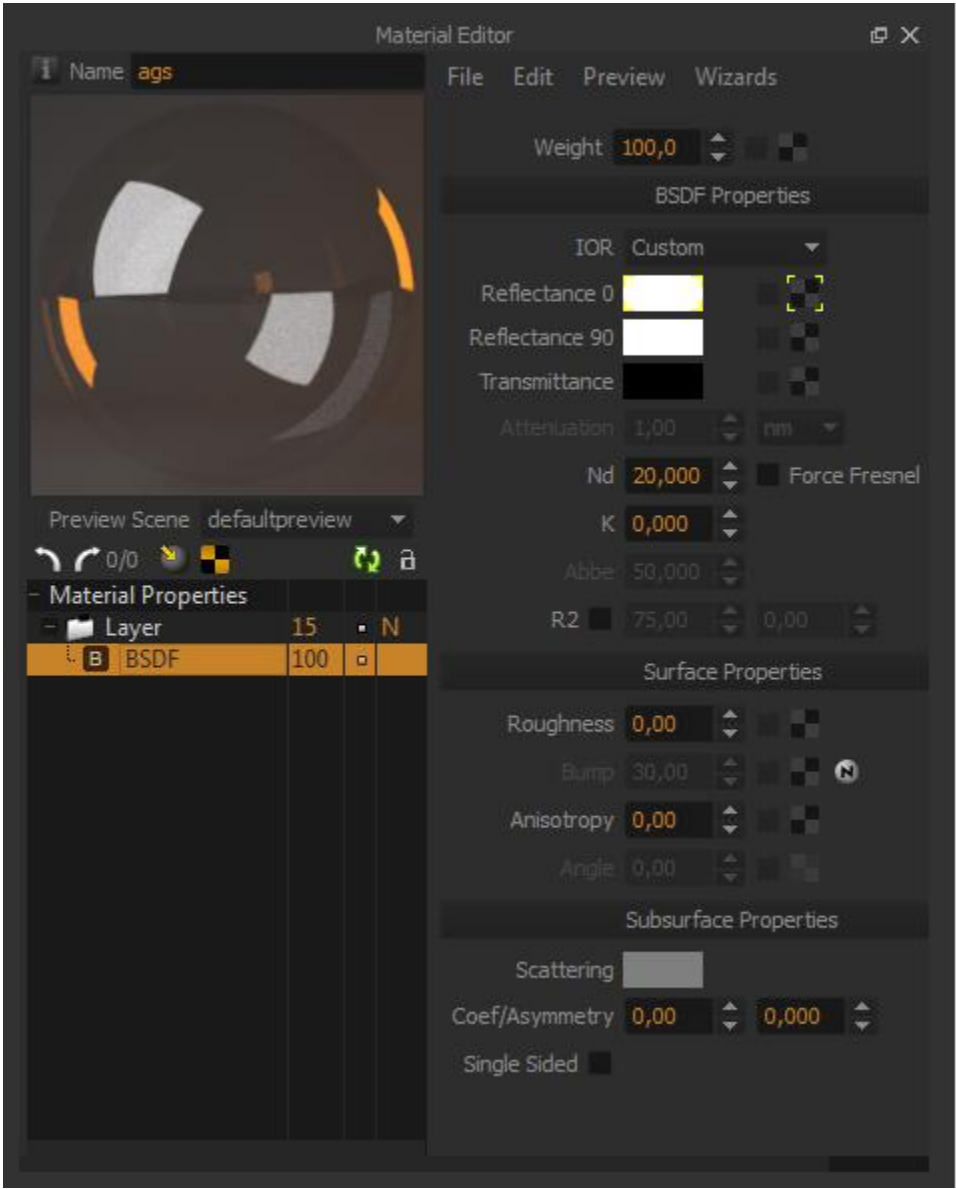 Material Editor
Name ags
File Edit Preview Wizards
Weight 100,0
BSDF Properties
IOR Custom
Reflectance 0
Reflectance 90
Transmittance
Attenuation 1,00 nm
Nd 20,000 Force Fresnel
K 0,000
Abbe 50,000
R2 75,00 0,00
Surface Properties
Roughness 0,00
Bump 30,00 N
Anisotropy 0,00
Angle 0,00
Subsurface Properties
Scattering
Coef/Asymmetry 0,00 0,000
Single Sided
Preview Scene defaultpreview
0/0
Material Properties
Layer 15 N
B BSDF 100